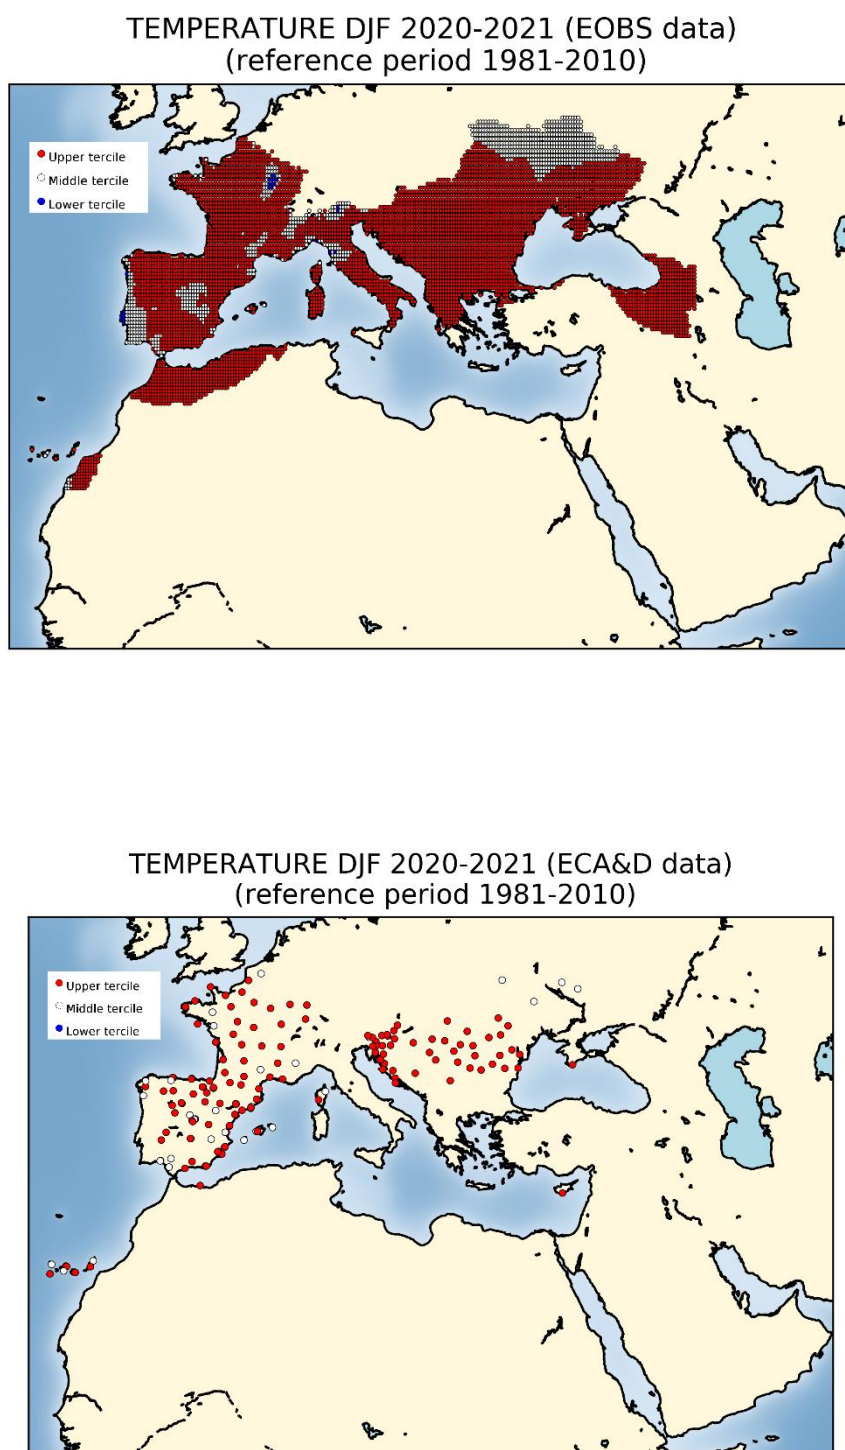 TEMPERATURE DJF 2020-2021 (EOBS data)
(reference period 1981-2010)
Upper tercile
Middle tercile
Lower tercile
TEMPERATURE DJF 2020-2021 (ECA&D data)
(reference period 1981-2010)
Upper tercile
Middle tercile
Lower tercile